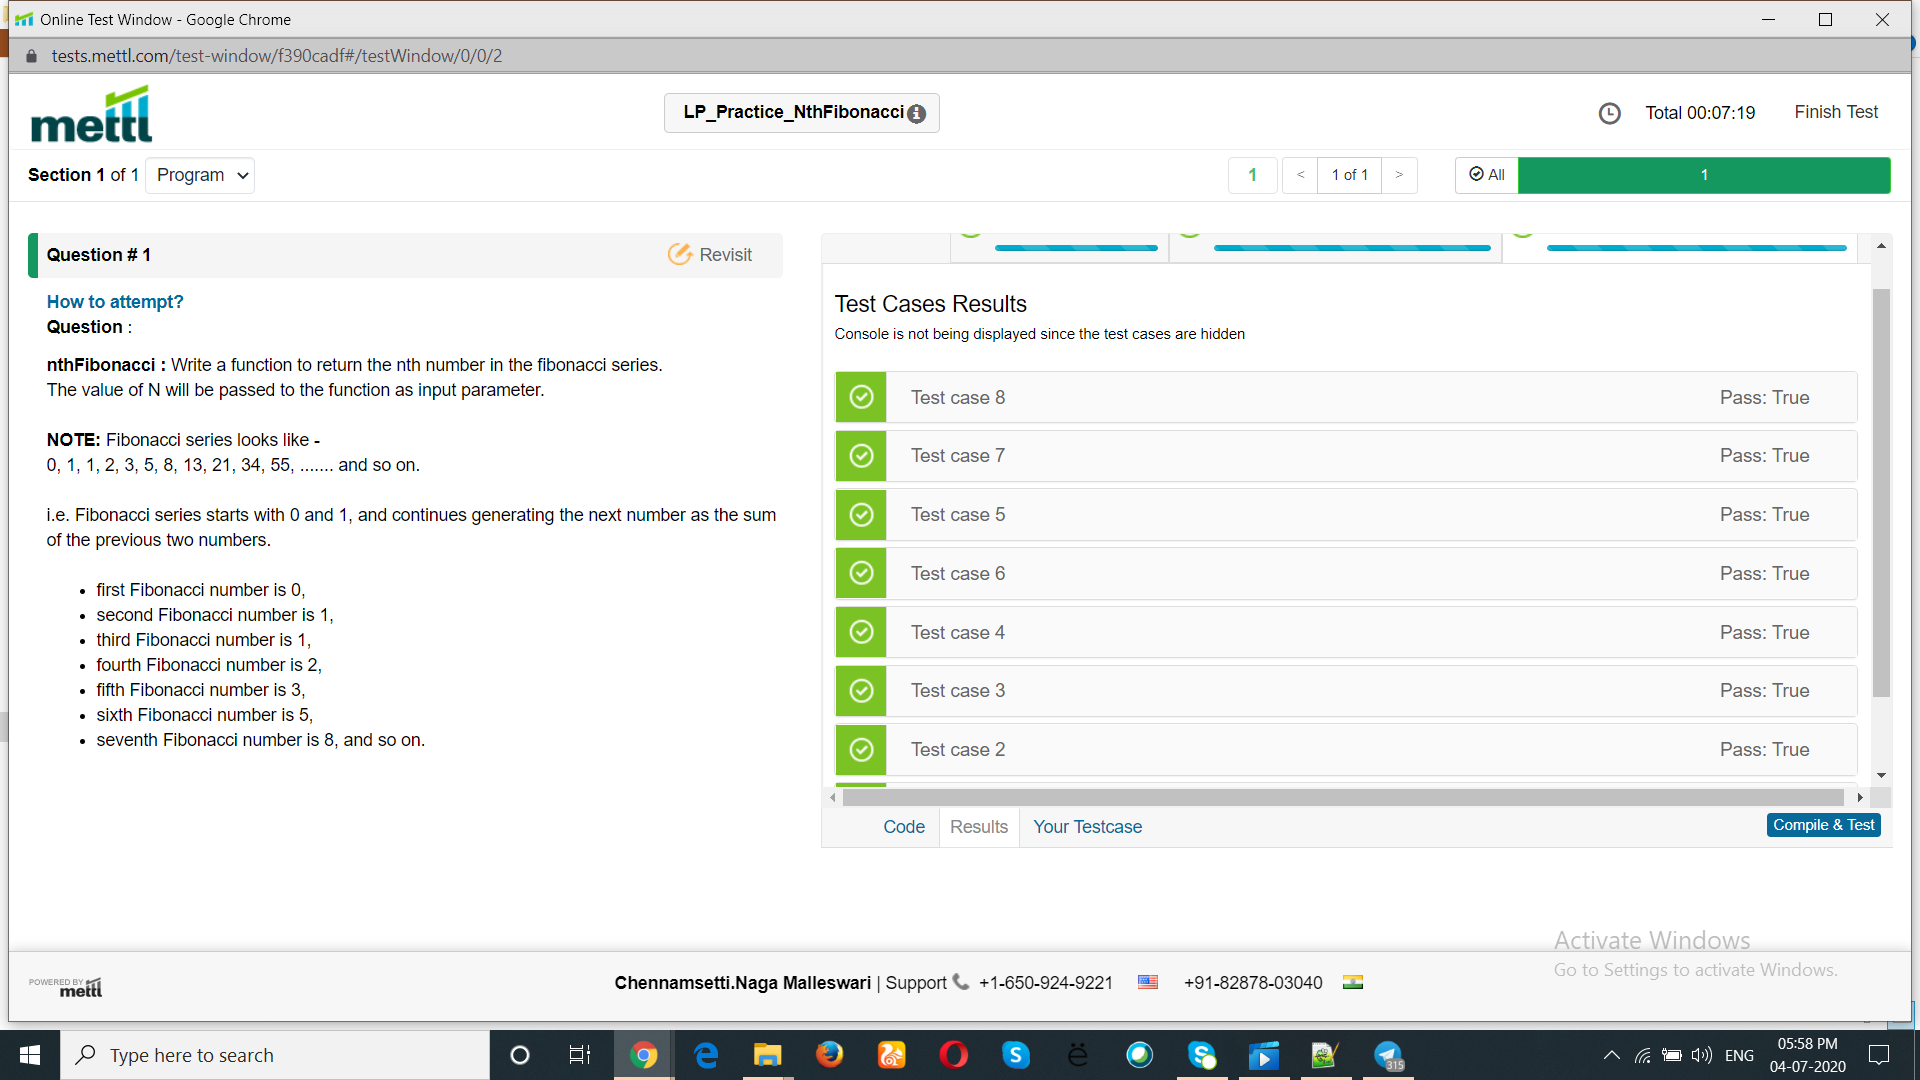 Online Test Window - Google Chrome
tests.mettl.com/test-window/f390cadf#/testWindow/0/0/2
mettl
LP_Practice_NthFibonacci
Total 00:07:19
Finish Test
Section 1 of 1
Program
1
<
1 of 1
>
All
1
Question # 1
Revisit
How to attempt?
Question :
nthFibonacci : Write a function to return the nth number in the fibonacci series.
The value of N will be passed to the function as input parameter.
NOTE: Fibonacci series looks like -
0, 1, 1, 2, 3, 5, 8, 13, 21, 34, 55, ....... and so on.
i.e. Fibonacci series starts with 0 and 1, and continues generating the next number as the sum
of the previous two numbers.
• first Fibonacci number is 0,
• second Fibonacci number is 1,
• third Fibonacci number is 1,
• fourth Fibonacci number is 2,
• fifth Fibonacci number is 3,
• sixth Fibonacci number is 5,
• seventh Fibonacci number is 8, and so on.
Test Cases Results
Console is not being displayed since the test cases are hidden
Test case 8 Pass: True
Test case 7 Pass: True
Test case 5 Pass: True
Test case 6 Pass: True
Test case 4 Pass: True
Test case 3 Pass: True
Test case 2 Pass: True
Code
Results
Your Testcase
Compile & Test
Activate Windows
Go to Settings to activate Windows.
POWERED BY
mettl
Chennamsetti.Naga Malleswari | Support +1-650-924-9221 +91-82878-03040
Type here to search
315
ENG
05:58 PM
04-07-2020